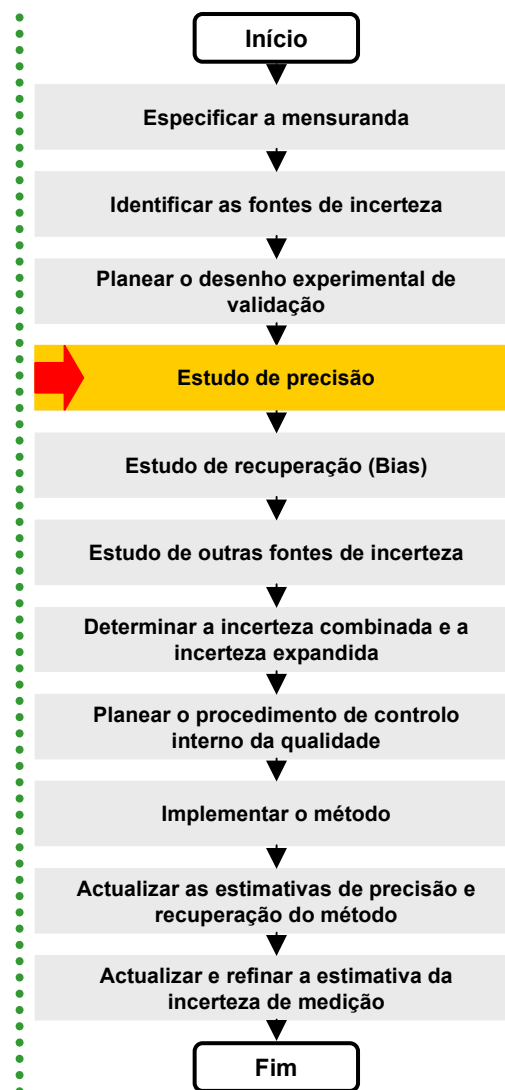 Início
Especificar a mensuranda
Identificar as fontes de incerteza
Planear o desenho experimental de
validação
Estudo de precisão
Estudo de recuperação (Bias)
Estudo de outras fontes de incerteza
Determinar a incerteza combinada e a
incerteza expandida
Planear o procedimento de controlo
interno da qualidade
Implementar o método
Actualizar as estimativas de precisão e
recuperação do método
Actualizar e refinar a estimativa da
incerteza de medição
Fim